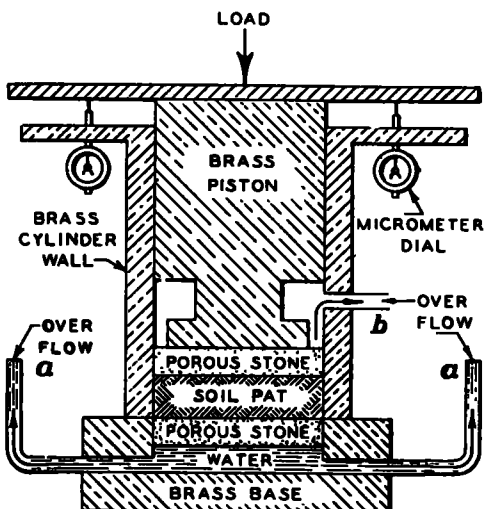 LOAD
BRASS
PISTON
BRASS
CYLINDER
WALL
MICROMETER
DIAL
OVER
FLOW
a
b
OVER
FLOW
a
POROUS STONE
SOIL PAT
POROUS STONE
WATER
BRASS BASE